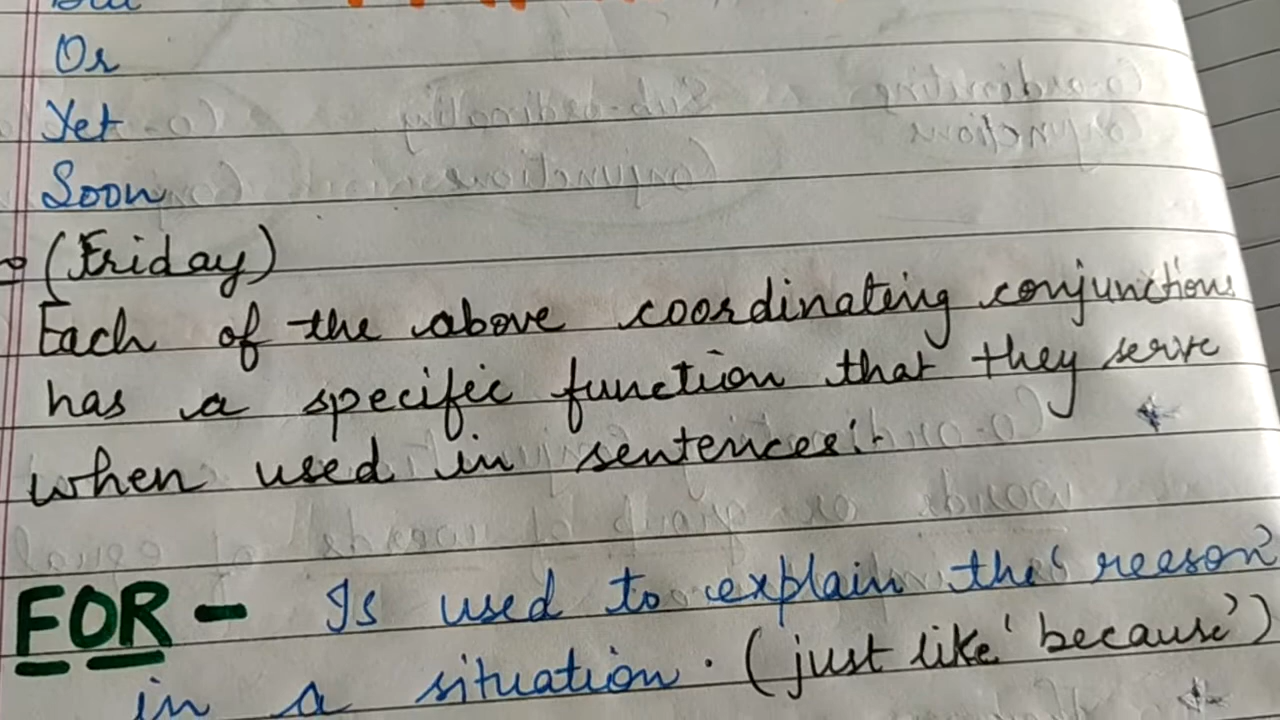 Or
Yet
Soon
(Friday)
Each of the above coordinating conjunctions
has a specific function that they serve
when used in sentences:-
FOR - Is used to explain the 'reason'
in a situation. (just like 'because')